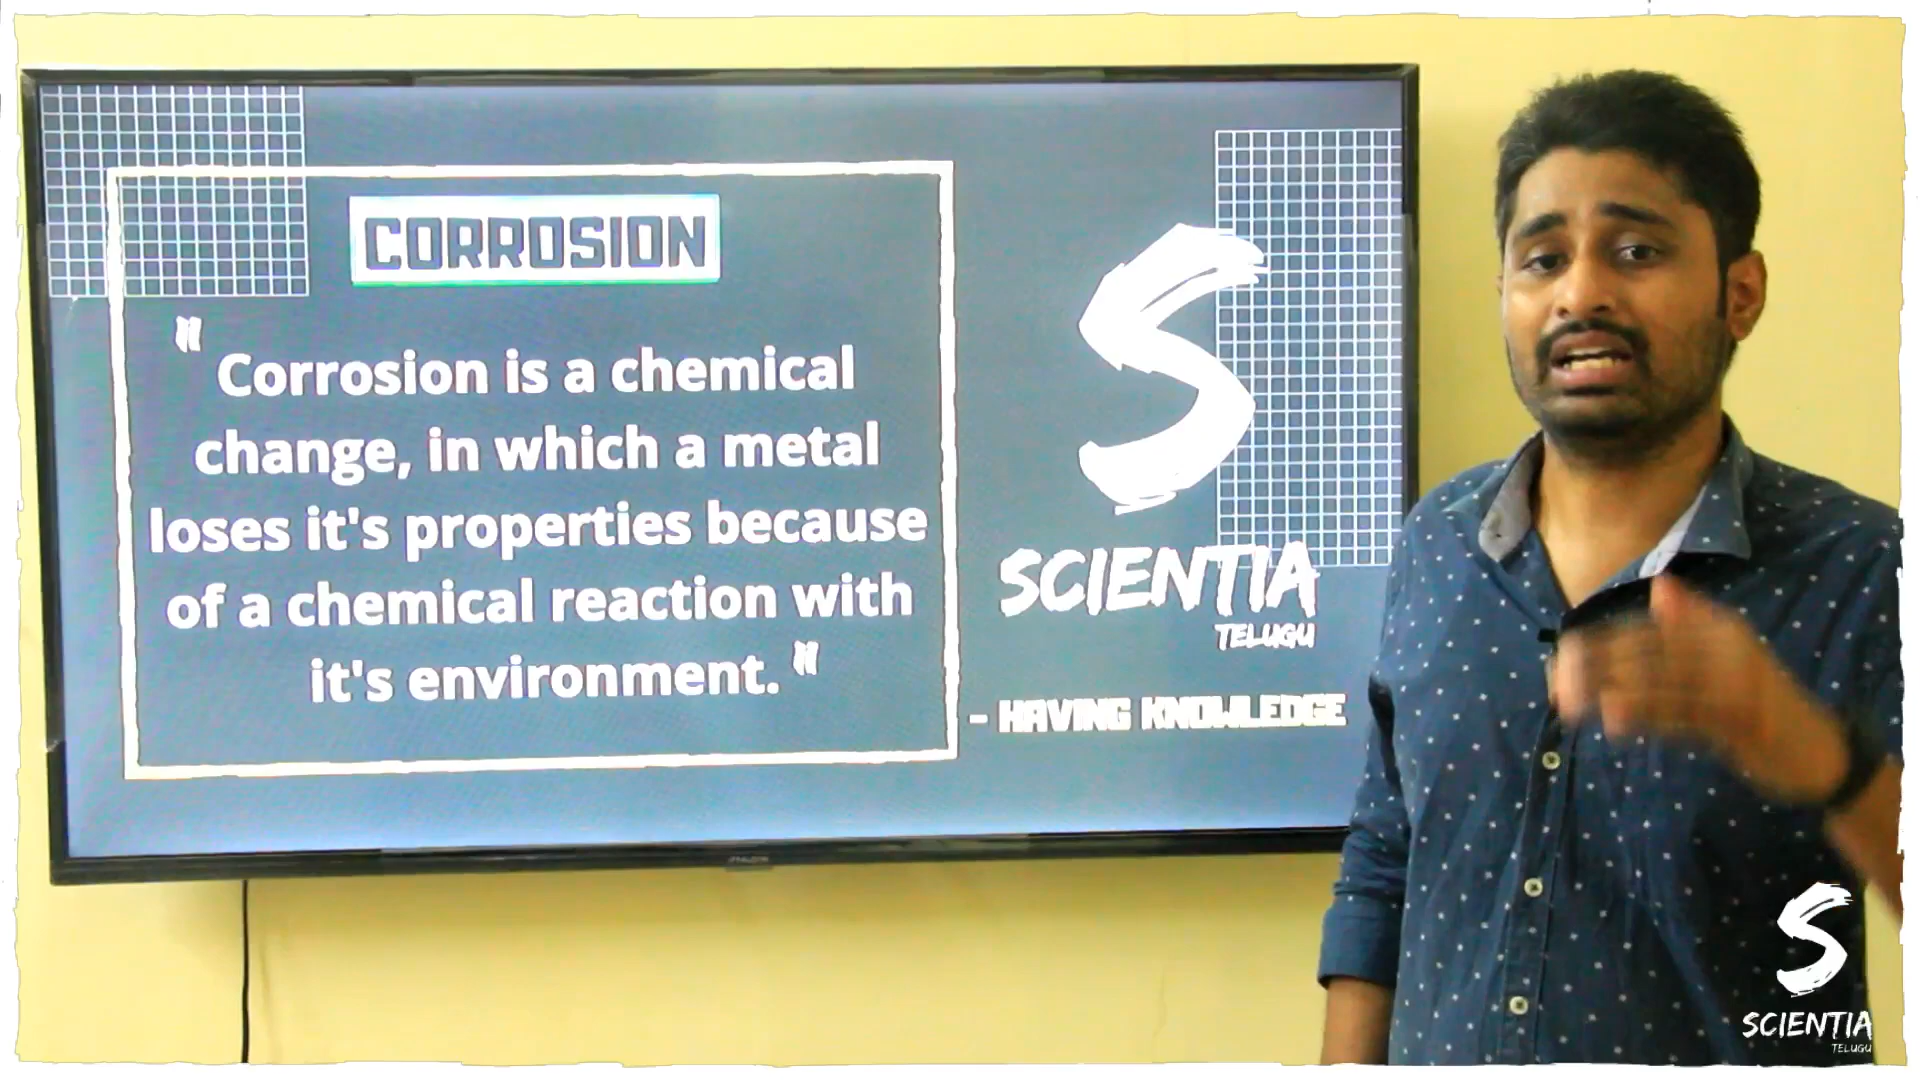 CORROSION
" Corrosion is a chemical
change, in which a metal
loses it's properties because
of a chemical reaction with
it's environment. "
S
SCIENTIA
TELUGU
- HAVING KNOWLEDGE
S
SCIENTIA
TELUGU